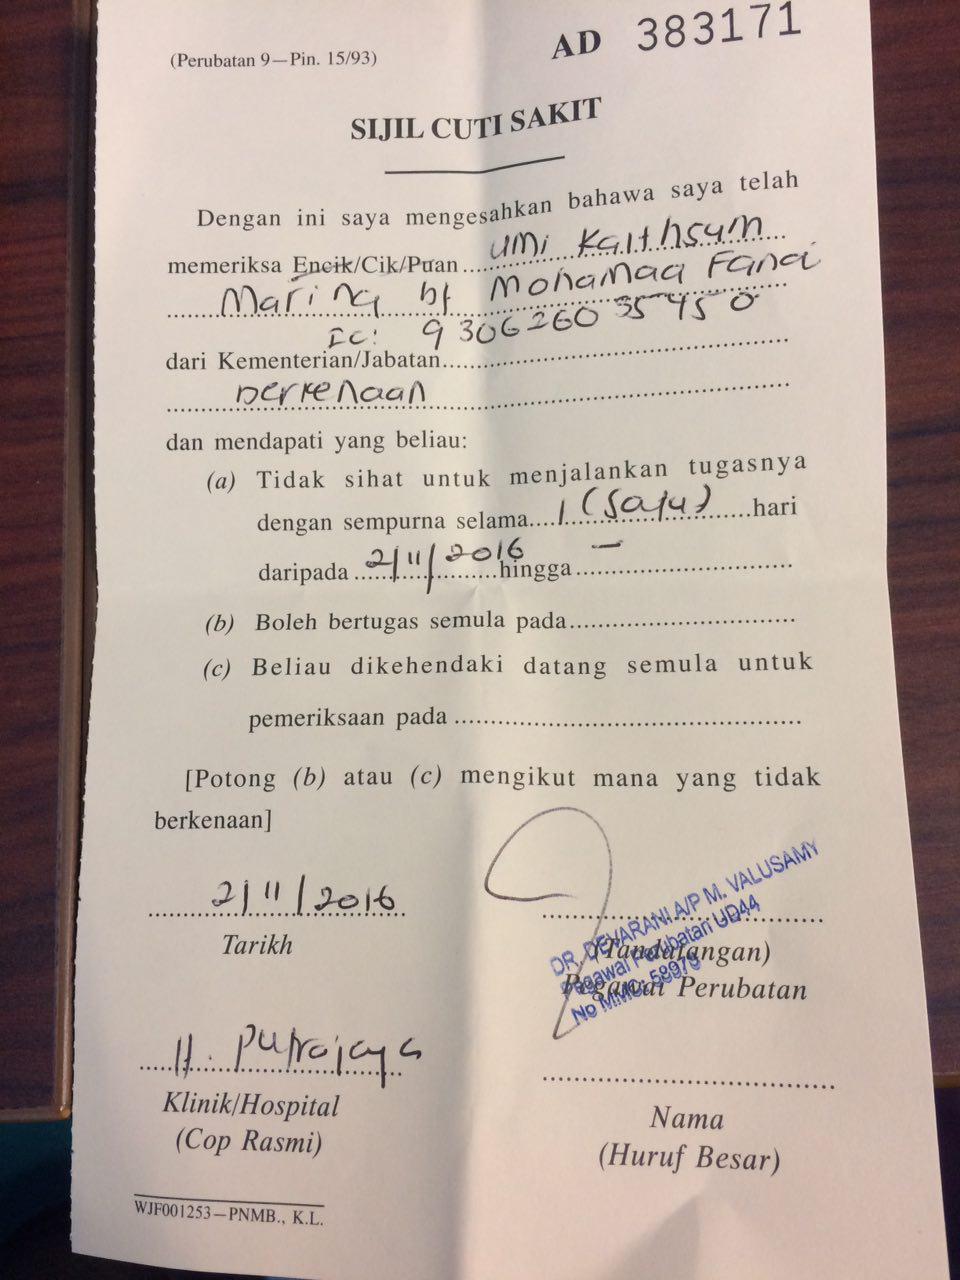 (Perubatan 9—Pin. 15/93)
AD 383171
SIJIL CUTI SAKIT
Dengan ini saya mengesahkan bahawa saya telah
memeriksa Encik/Cik/Puan.... Umi Kalthsum
Marina bt Mohamad
Ic:
dari Kementerian/Jabatan
berkenaan
dan mendapati yang beliau:
(a) Tidak sihat untuk menjalankan tugasnya
dengan sempurna selama.... 1 (Satu) ....hari
daripada .... 2/11/2016 ....hingga –
(b) Boleh bertugas semula pada
(c) Beliau dikehendaki datang semula untuk
pemeriksaan pada
[Potong (b) atau (c) mengikut mana yang tidak
berkenaan]
2/11/2016
Tarikh
DR. DEVARANI A/P M. VALUSAMY
Pegawai Perubatan UD44
No MMC: 58975
(Tandatangan)
Pegawai Perubatan
H. Putrajaya
Klinik/Hospital
(Cop Rasmi)
Nama
(Huruf Besar)
WJF001253—PNMB., K.L.